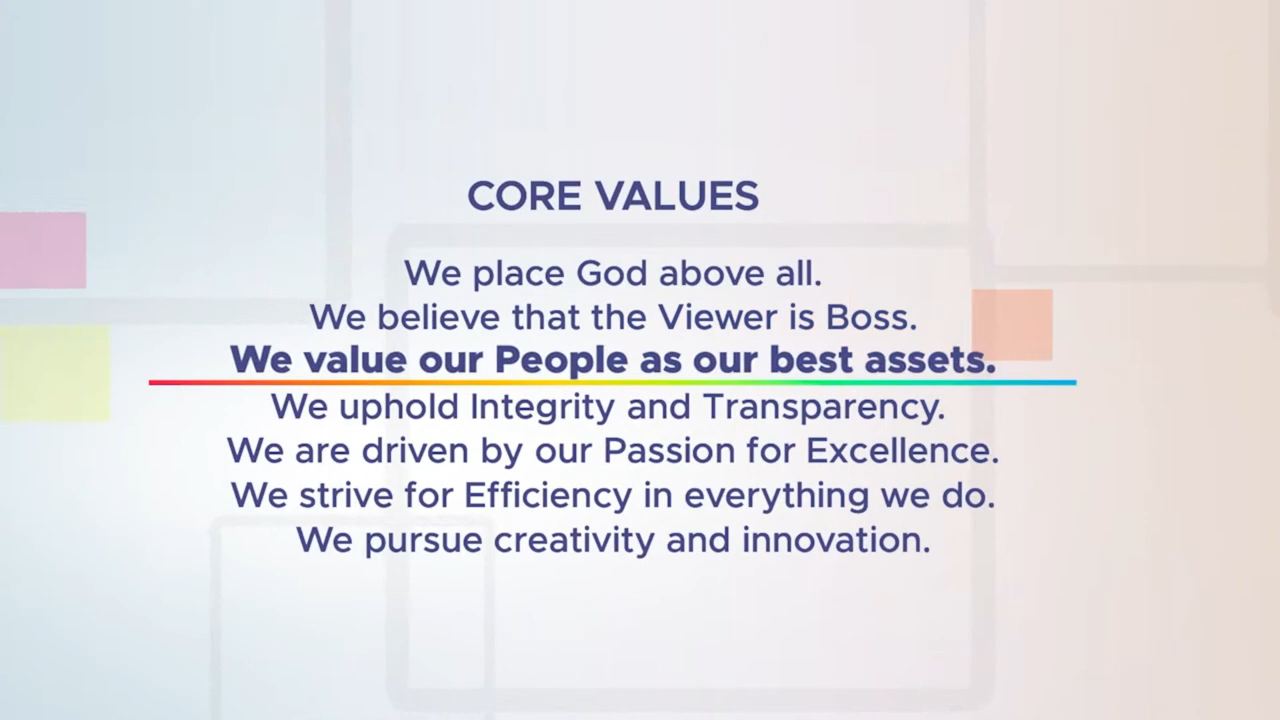 CORE VALUES
We place God above all.
We believe that the Viewer is Boss.
We value our People as our best assets.
We uphold Integrity and Transparency.
We are driven by our Passion for Excellence.
We strive for Efficiency in everything we do.
We pursue creativity and innovation.